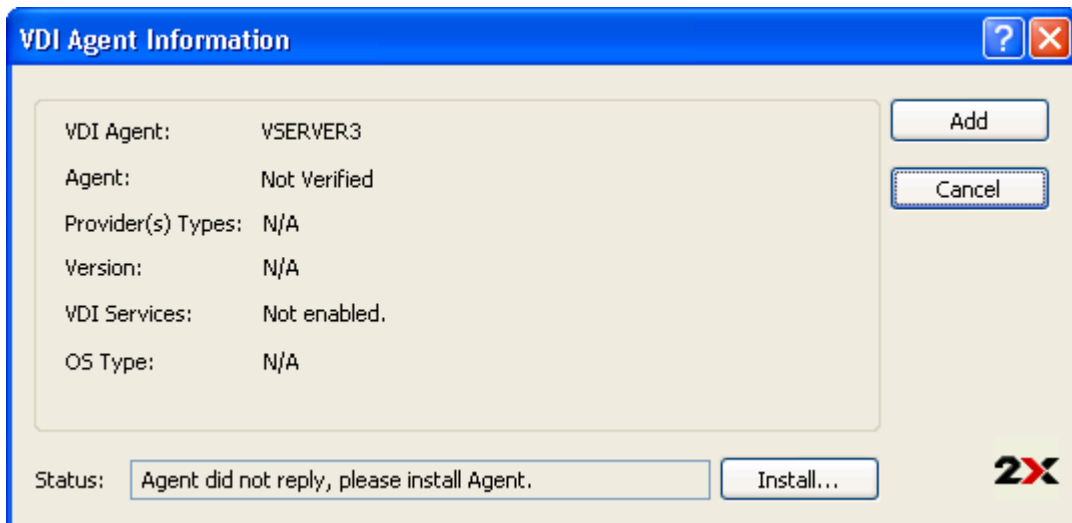 VDI Agent Information
VDI Agent: VSERVER3
Add
Agent: Not Verified
Cancel
Provider(s) Types: N/A
Version: N/A
VDI Services: Not enabled.
OS Type: N/A
Status: Agent did not reply, please install Agent. Install...
2X